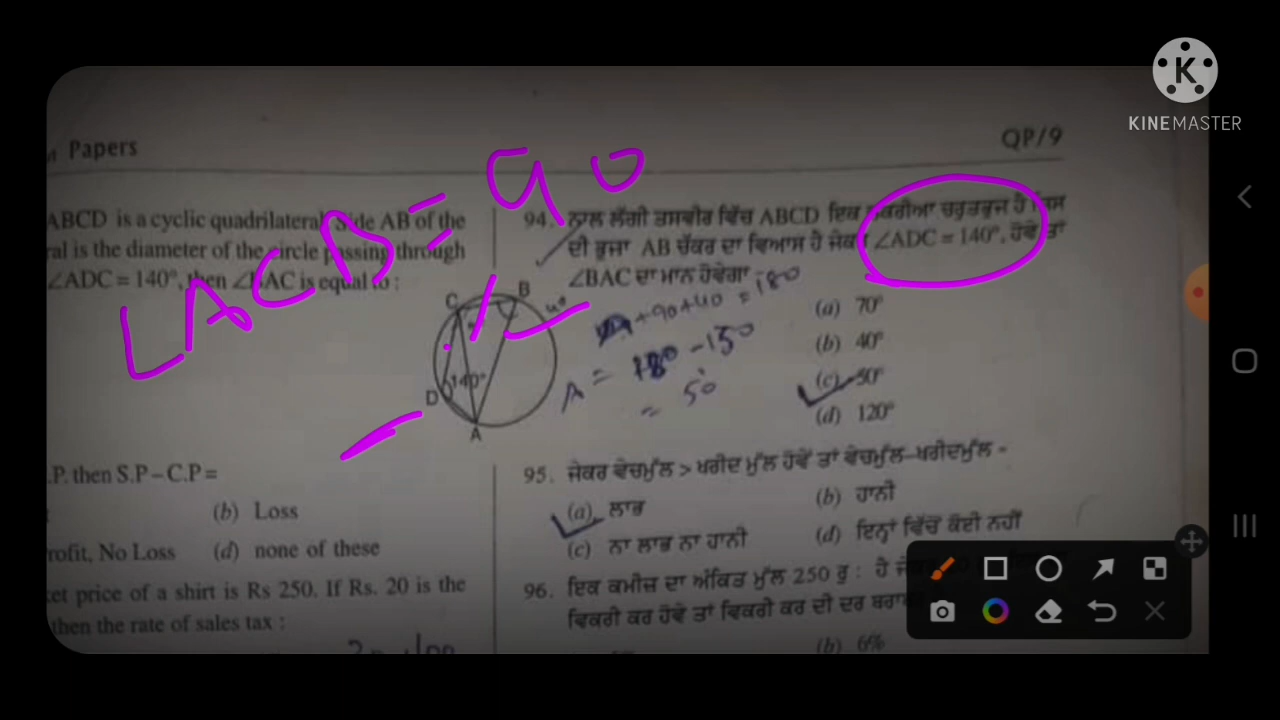 Papers
QP/9
KINEMASTER
∠ACB = 90
ABCD is a cyclic quadrilateral. Side AB of the
ral is the diameter of the circle passing through
∠ADC = 140°, then ∠BAC is equal to :
C B
140°
D
A
.P. then S.P – C.P =
(b) Loss
rofit, No Loss (d) none of these
et price of a shirt is Rs 250. If Rs. 20 is the
then the rate of sales tax :
94. ਨਾਲ ਲੱਗੀ ਤਸਵੀਰ ਵਿੱਚ ABCD ਇਕ ਚਕਰੀਆ ਚਤੁਰਭੁਜ ਹੈ ਜਿਸ
ਦੀ ਭੁਜਾ AB ਚੱਕਰ ਦਾ ਵਿਆਸ ਹੈ ਜੇਕਰ ∠ADC = 140°, ਹੋਵੇ ਤਾਂ
∠BAC ਦਾ ਮਾਨ ਹੋਵੇਗਾ
+90+40 = 180
A = 180 – 130
= 50
(a) 70°
(b) 40°
(c) 50°
(d) 120°
95. ਜੇਕਰ ਵੇਚਮੁੱਲ > ਖਰੀਦ ਮੁੱਲ ਹੋਵੇਂ ਤਾਂ ਵੇਚਮੁੱਲ–ਖਰੀਦਮੁੱਲ =
(a) ਲਾਭ (b) ਹਾਨੀ
(c) ਨਾ ਲਾਭ ਨਾ ਹਾਨੀ (d) ਇਨ੍ਹਾਂ ਵਿੱਚੋਂ ਕੋਈ ਨਹੀਂ
96. ਇਕ ਕਮੀਜ਼ ਦਾ ਅੰਕਿਤ ਮੁੱਲ 250 ਰੁ : ਹੈ
ਵਿਕਰੀ ਕਰ ਹੋਵੇ ਤਾਂ ਵਿਕਰੀ ਕਰ ਦੀ ਦਰ
(b) 6%